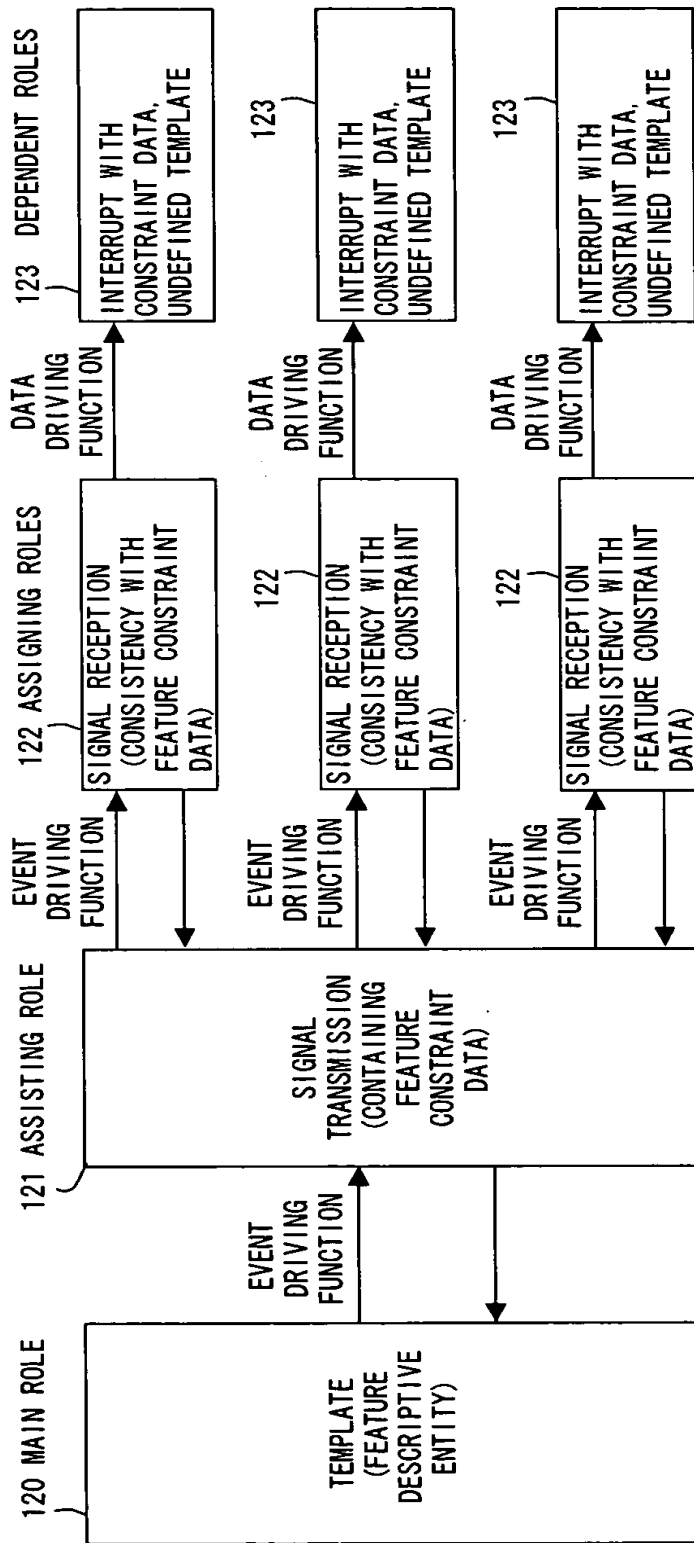 120 MAIN ROLE
TEMPLATE
(FEATURE
DESCRIPTIVE
ENTITY)
EVENT
DRIVING
FUNCTION
121 ASSISTING ROLE
SIGNAL
TRANSMISSION
(CONTAINING
FEATURE
CONSTRAINT
DATA)
EVENT
DRIVING
FUNCTION
122 ASSIGNING ROLES
SIGNAL RECEPTION
(CONSISTENCY WITH
FEATURE CONSTRAINT
DATA)
DATA
DRIVING
FUNCTION
123 DEPENDENT ROLES
INTERRUPT WITH
CONSTRAINT DATA,
UNDEFINED TEMPLATE
EVENT
DRIVING
FUNCTION
122
SIGNAL RECEPTION
(CONSISTENCY WITH
FEATURE CONSTRAINT
DATA)
DATA
DRIVING
FUNCTION
123
INTERRUPT WITH
CONSTRAINT DATA,
UNDEFINED TEMPLATE
EVENT
DRIVING
FUNCTION
122
SIGNAL RECEPTION
(CONSISTENCY WITH
FEATURE CONSTRAINT
DATA)
DATA
DRIVING
FUNCTION
123
INTERRUPT WITH
CONSTRAINT DATA,
UNDEFINED TEMPLATE